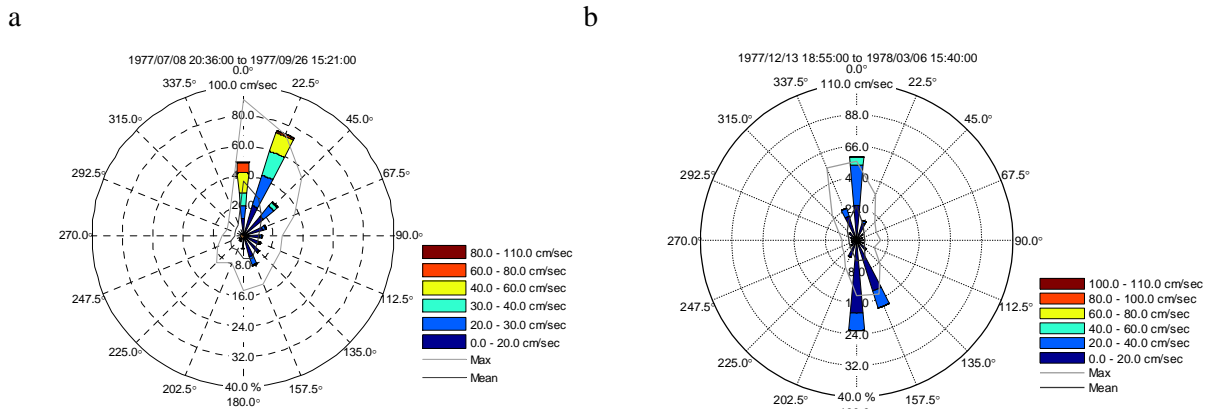 a
1977/07/08 20:36:00 to 1977/09/26 15:21:00
0.0°
337.5° 100.0 cm/sec 22.5°
315.0° 80.0 45.0°
60.0
292.5° 67.5°
270.0° 90.0°
8.0
247.5° 16.0 112.5°
24.0
225.0° 32.0 135.0°
202.5° 40.0 % 157.5°
180.0°
80.0 - 110.0 cm/sec
60.0 - 80.0 cm/sec
40.0 - 60.0 cm/sec
30.0 - 40.0 cm/sec
20.0 - 30.0 cm/sec
0.0 - 20.0 cm/sec
Max
Mean
b
1977/12/13 18:55:00 to 1978/03/06 15:40:00
0.0°
337.5° 110.0 cm/sec 22.5°
315.0° 88.0 45.0°
66.0
292.5° 67.5°
270.0° 90.0°
247.5° 112.5°
24.0
225.0° 32.0 135.0°
202.5° 40.0 % 157.5°
100.0 - 110.0 cm/sec
80.0 - 100.0 cm/sec
60.0 - 80.0 cm/sec
40.0 - 60.0 cm/sec
20.0 - 40.0 cm/sec
0.0 - 20.0 cm/sec
Max
Mean